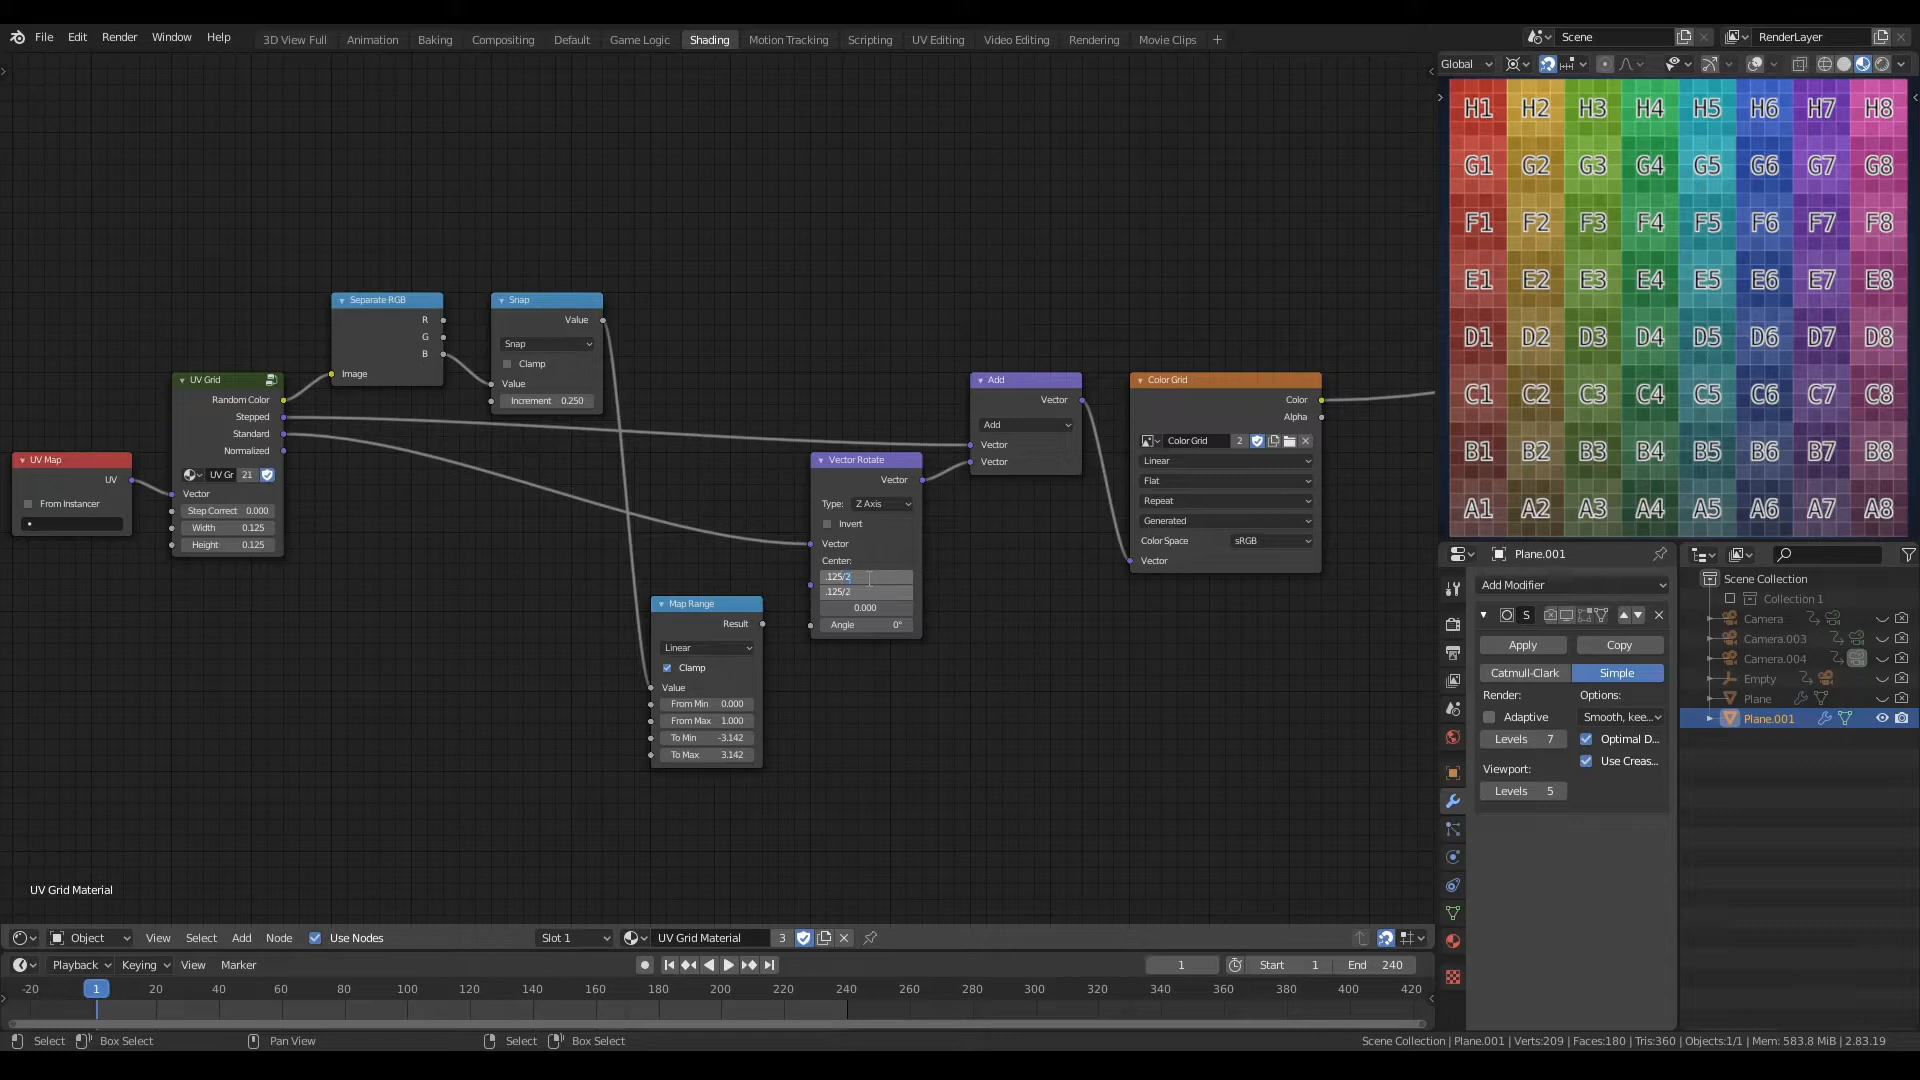 File Edit Render Window Help
3D View Full Animation Baking Compositing Default Game Logic Shading Motion Tracking Scripting UV Editing Video Editing Rendering Movie Clips +
Scene
RenderLayer
Global
H1 H2 H3 H4 H5 H6 H7 H8
G1 G2 G3 G4 G5 G6 G7 G8
F1 F2 F3 F4 F5 F6 F7 F8
E1 E2 E3 E4 E5 E6 E7 E8
D1 D2 D3 D4 D5 D6 D7 D8
C1 C2 C3 C4 C5 C6 C7 C8
B1 B2 B3 B4 B5 B6 B7 B8
A1 A2 A3 A4 A5 A6 A7 A8
UV Map
UV
From Instancer
UV Grid
Random Color
Stepped
Standard
Normalized
UV Gr 21
Vector
Step Correct 0.000
Width 0.125
Height 0.125
Separate RGB
R
G
B
Image
Snap
Value
Snap
Clamp
Value
Increment 0.250
Map Range
Result
Linear
Clamp
Value
From Min 0.000
From Max 1.000
To Min -3.142
To Max 3.142
Vector Rotate
Vector
Type: Z Axis
Invert
Vector
Center:
.125/2
.125/2
0.000
Angle 0°
Add
Vector
Add
Vector
Vector
Color Grid
Color
Alpha
Color Grid 2
Linear
Flat
Repeat
Generated
Color Space sRGB
Vector
UV Grid Material
Plane.001
Add Modifier
S
Apply Copy
Catmull-Clark Simple
Render: Options:
Adaptive Smooth, kee...
Levels 7 Optimal D...
Use Creas...
Viewport:
Levels 5
Scene Collection
Collection 1
Camera
Camera.003
Camera.004
Empty
Plane
Plane.001
Object View Select Add Node Use Nodes Slot 1 UV Grid Material 3
Playback Keying View Marker 1 Start 1 End 240
-20 1 20 40 60 80 100 120 140 160 180 200 220 240 260 280 300 320 340 360 380 400 420
Select Box Select Pan View Select Box Select
Scene Collection | Plane.001 | Verts:209 | Faces:180 | Tris:360 | Objects:1/1 | Mem: 583.8 MiB | 2.83.19